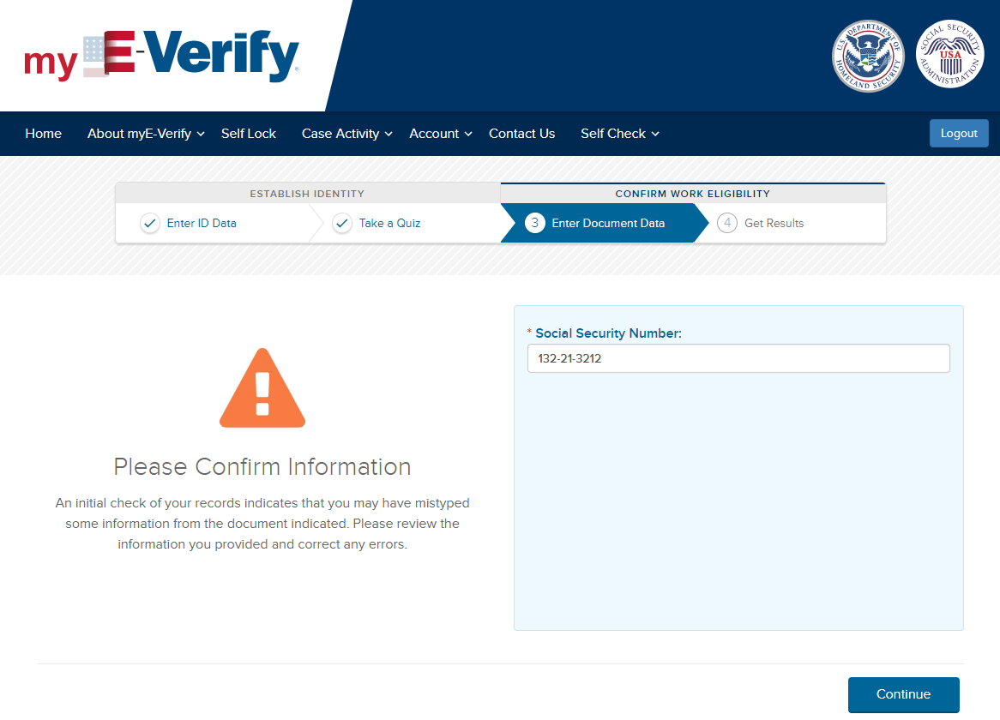 my E-Verify®
U.S. DEPARTMENT OF HOMELAND SECURITY
SOCIAL SECURITY ADMINISTRATION
USA
Home About myE-Verify Self Lock Case Activity Account Contact Us Self Check Logout
ESTABLISH IDENTITY CONFIRM WORK ELIGIBILITY
Enter ID Data Take a Quiz 3 Enter Document Data 4 Get Results
* Social Security Number:
132-21-3212
Please Confirm Information
An initial check of your records indicates that you may have mistyped
some information from the document indicated. Please review the
information you provided and correct any errors.
Continue